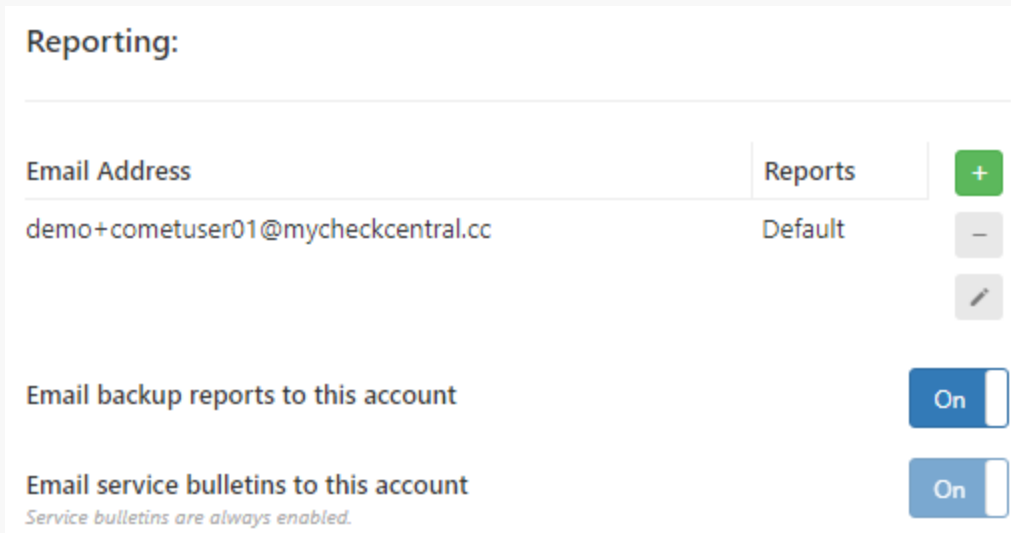 Reporting:
Email Address Reports
+
demo+cometuser01@mycheckcentral.cc Default
−
Email backup reports to this account On
Email service bulletins to this account On
Service bulletins are always enabled.